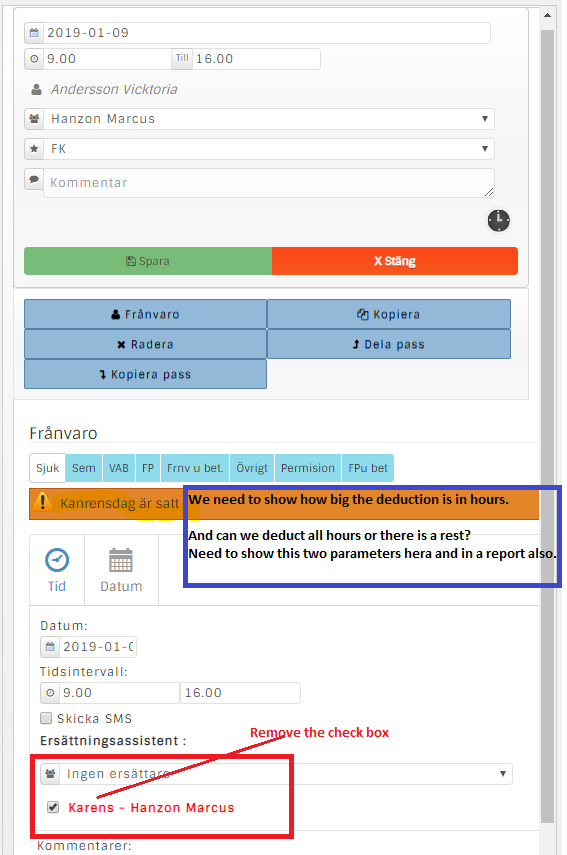 2019-01-09
9.00 Till 16.00
Andersson Vicktoria
Hanzon Marcus
FK
Kommentar
Spara X Stäng
Frånvaro Kopiera
Radera Dela pass
Kopiera pass
Frånvaro
Sjuk Sem VAB FP Frnv u bet. Övrigt Permision FPu bet
Kanrensdag är satt
We need to show how big the deduction is in hours.
And can we deduct all hours or there is a rest?
Need to show this two parameters hera and in a report also.
Tid Datum
Datum:
2019-01-0
Tidsintervall:
9.00 16.00
Skicka SMS
Remove the check box
Ersättningsassistent :
Ingen ersättare
Karens - Hanzon Marcus
Kommentarer: